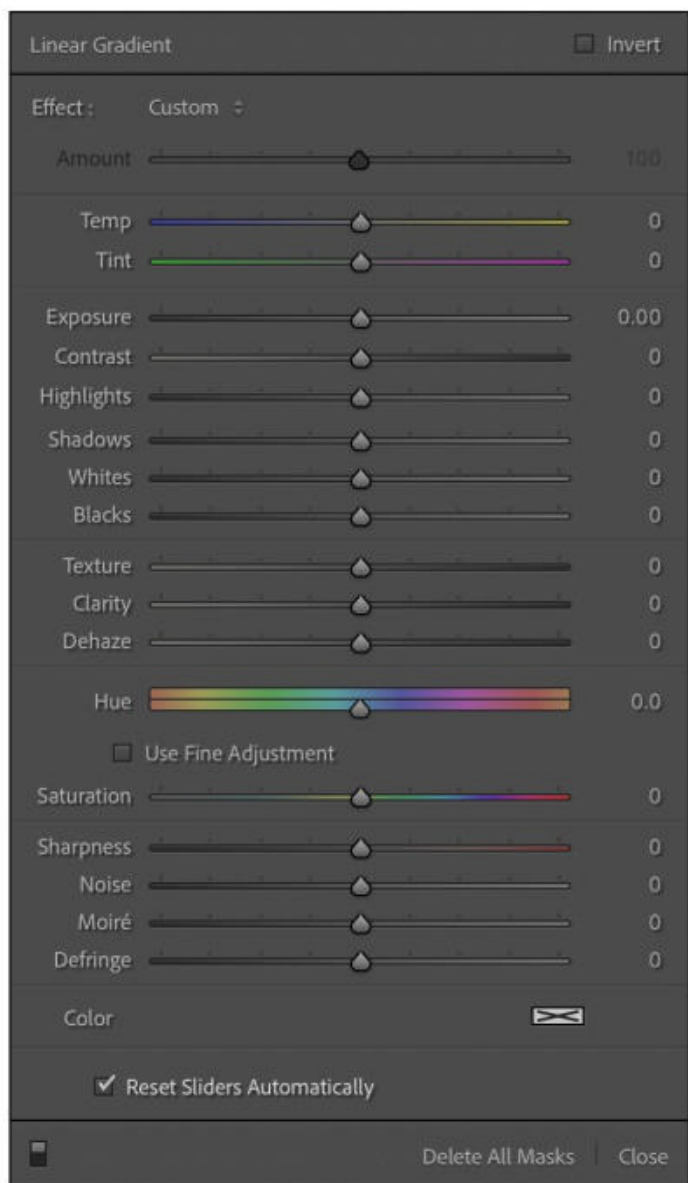 Linear Gradient Invert
Effect : Custom
Amount 100
Temp 0
Tint 0
Exposure 0.00
Contrast 0
Highlights 0
Shadows 0
Whites 0
Blacks 0
Texture 0
Clarity 0
Dehaze 0
Hue 0.0
Use Fine Adjustment
Saturation 0
Sharpness 0
Noise 0
Moiré 0
Defringe 0
Color
Reset Sliders Automatically
Delete All Masks Close